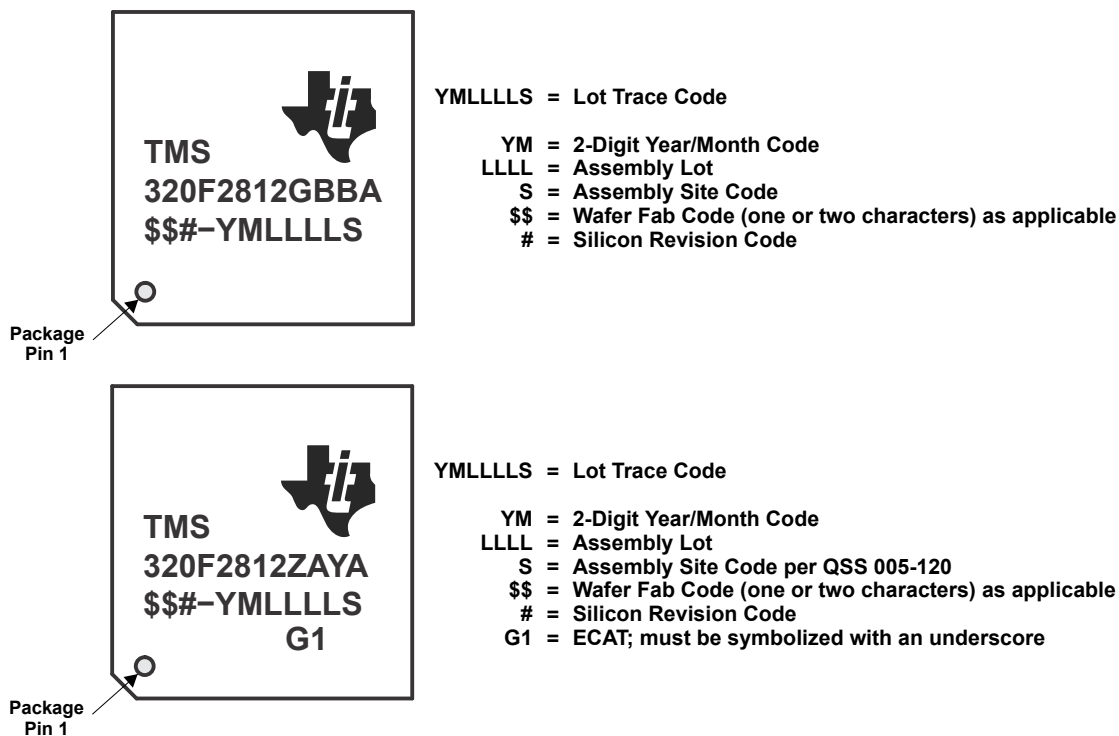 TMS
320F2812GBBA
$$#−YMLLLLS
Package
Pin 1
YMLLLLS = Lot Trace Code
YM = 2-Digit Year/Month Code
LLLL = Assembly Lot
S = Assembly Site Code
$$ = Wafer Fab Code (one or two characters) as applicable
# = Silicon Revision Code
TMS
320F2812ZAYA
$$#−YMLLLLS
G1
Package
Pin 1
YMLLLLS = Lot Trace Code
YM = 2-Digit Year/Month Code
LLLL = Assembly Lot
S = Assembly Site Code per QSS 005-120
$$ = Wafer Fab Code (one or two characters) as applicable
# = Silicon Revision Code
G1 = ECAT; must be symbolized with an underscore